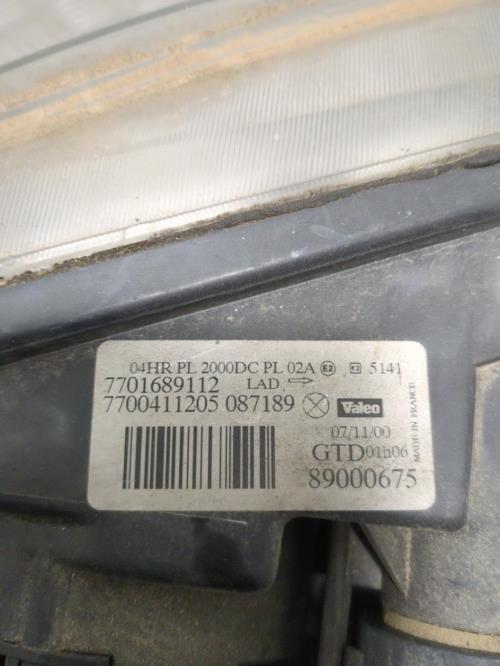 04HR PL 2000DC PL 02A E2 E2 5141
7701689112 LAD. →
7700411205 087189 Valeo
07/11/00
GTD 01h06
89000675
MADE IN FRANCE